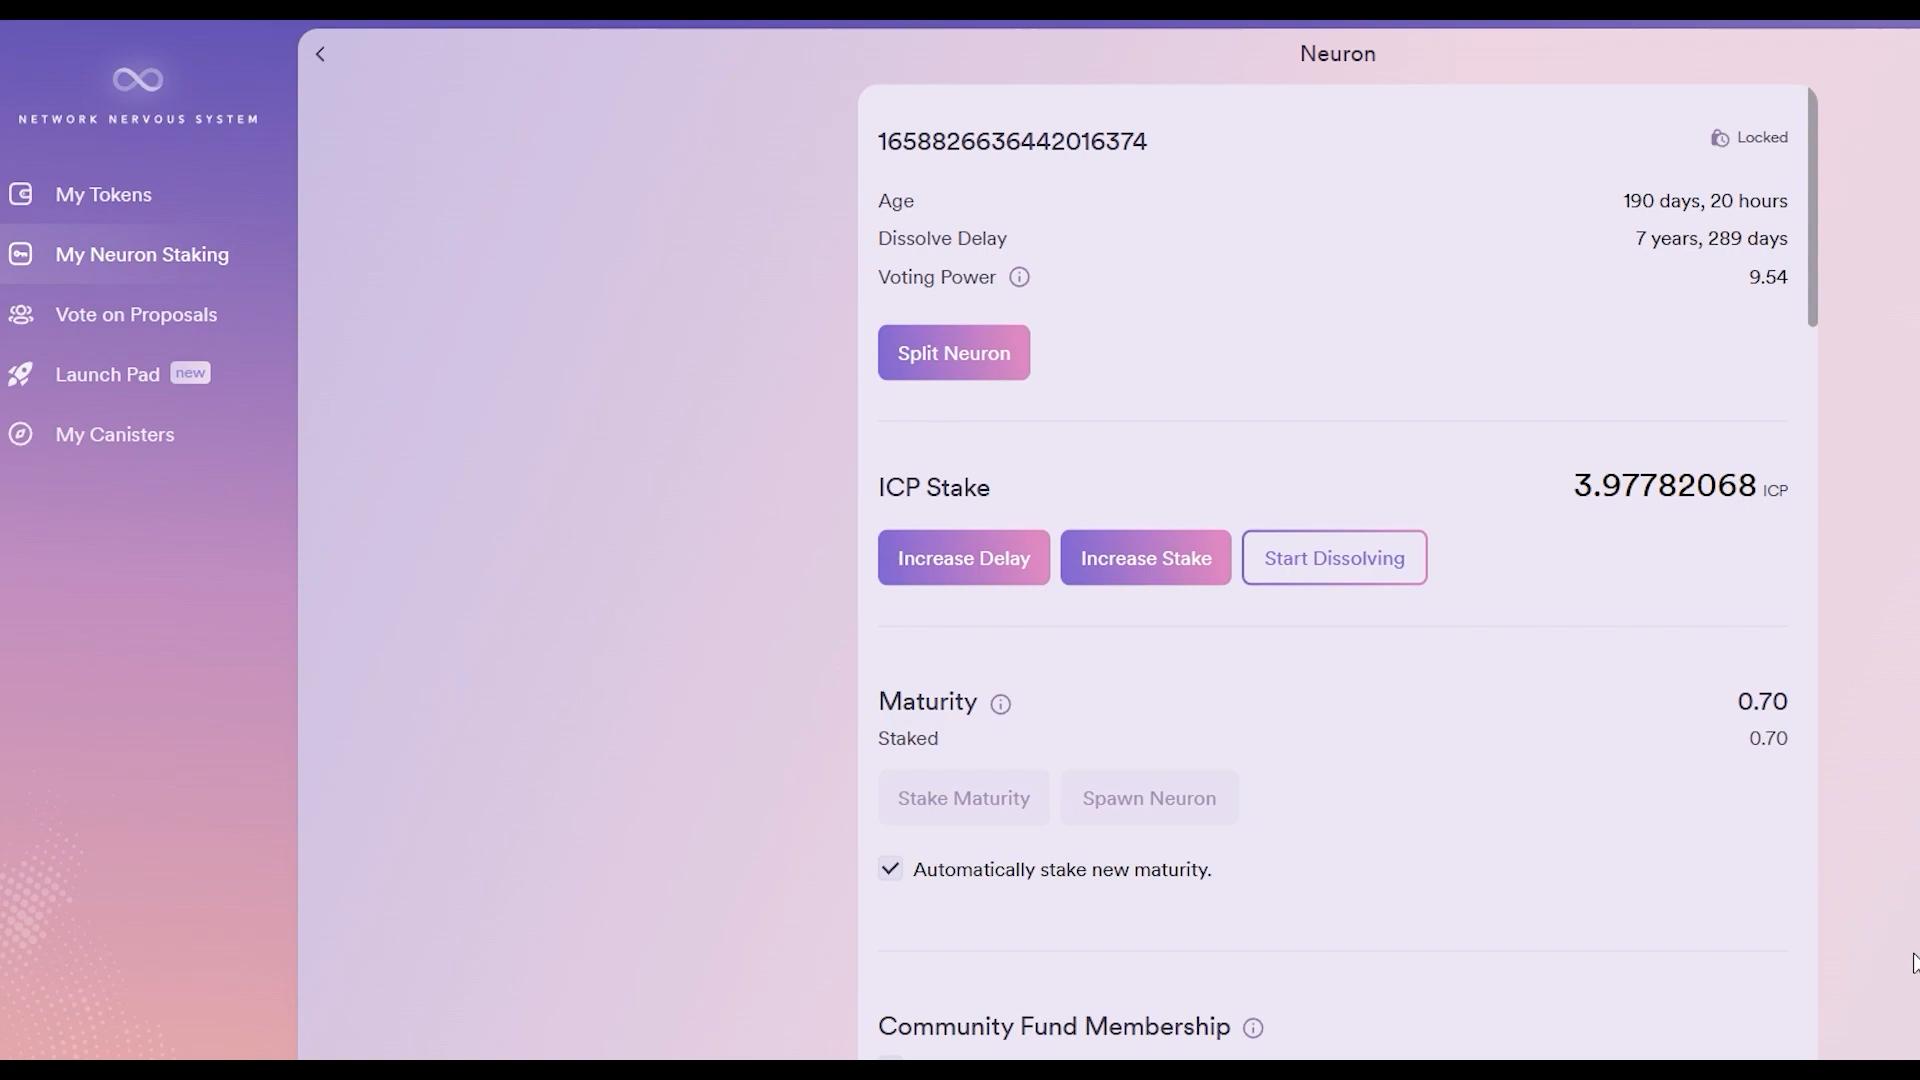 NETWORK NERVOUS SYSTEM
My Tokens
My Neuron Staking
Vote on Proposals
Launch Pad new
My Canisters
Neuron
1658826636442016374
Locked
Age 190 days, 20 hours
Dissolve Delay 7 years, 289 days
Voting Power 9.54
Split Neuron
ICP Stake 3.97782068 ICP
Increase Delay Increase Stake Start Dissolving
Maturity 0.70
Staked 0.70
Stake Maturity Spawn Neuron
Automatically stake new maturity.
Community Fund Membership